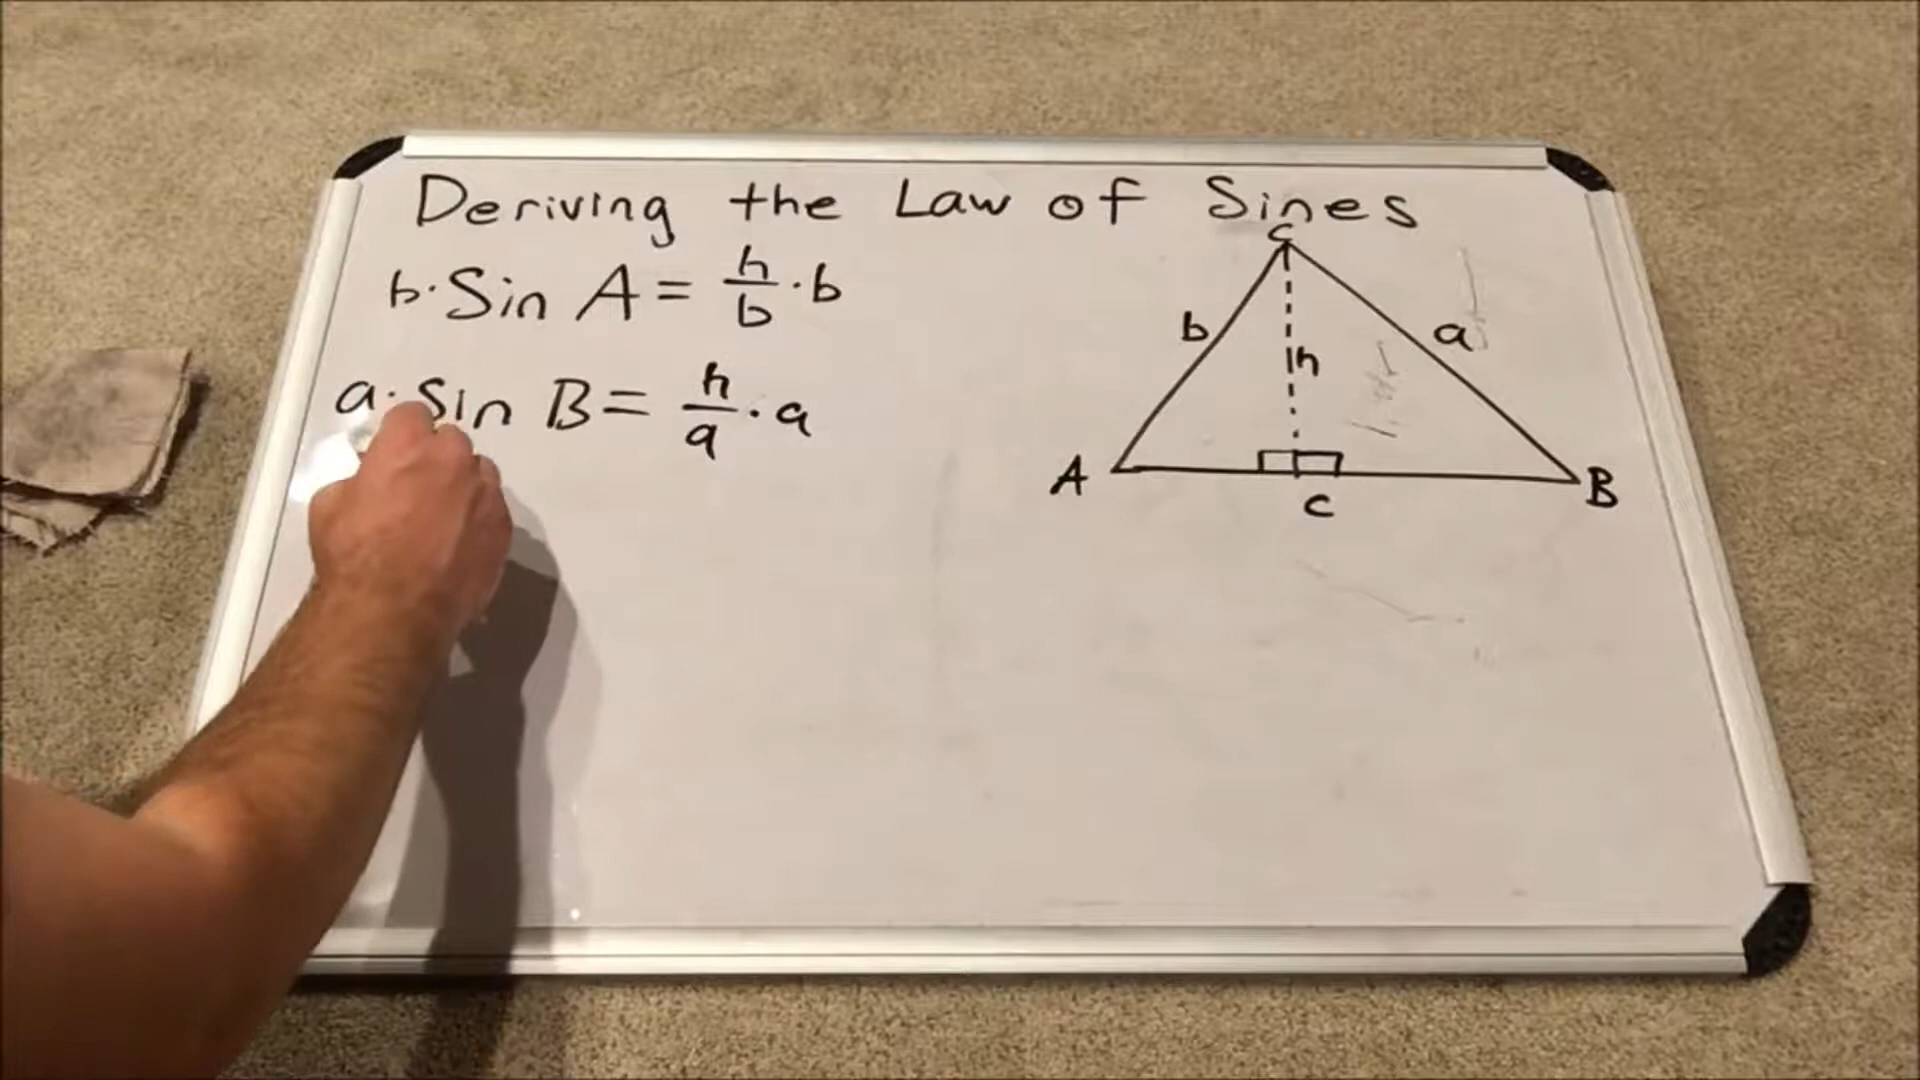 Deriving the Law of Sines
b · Sin A = h/b · b
a · Sin B = h/a · a
C
b
a
h
A
B
c